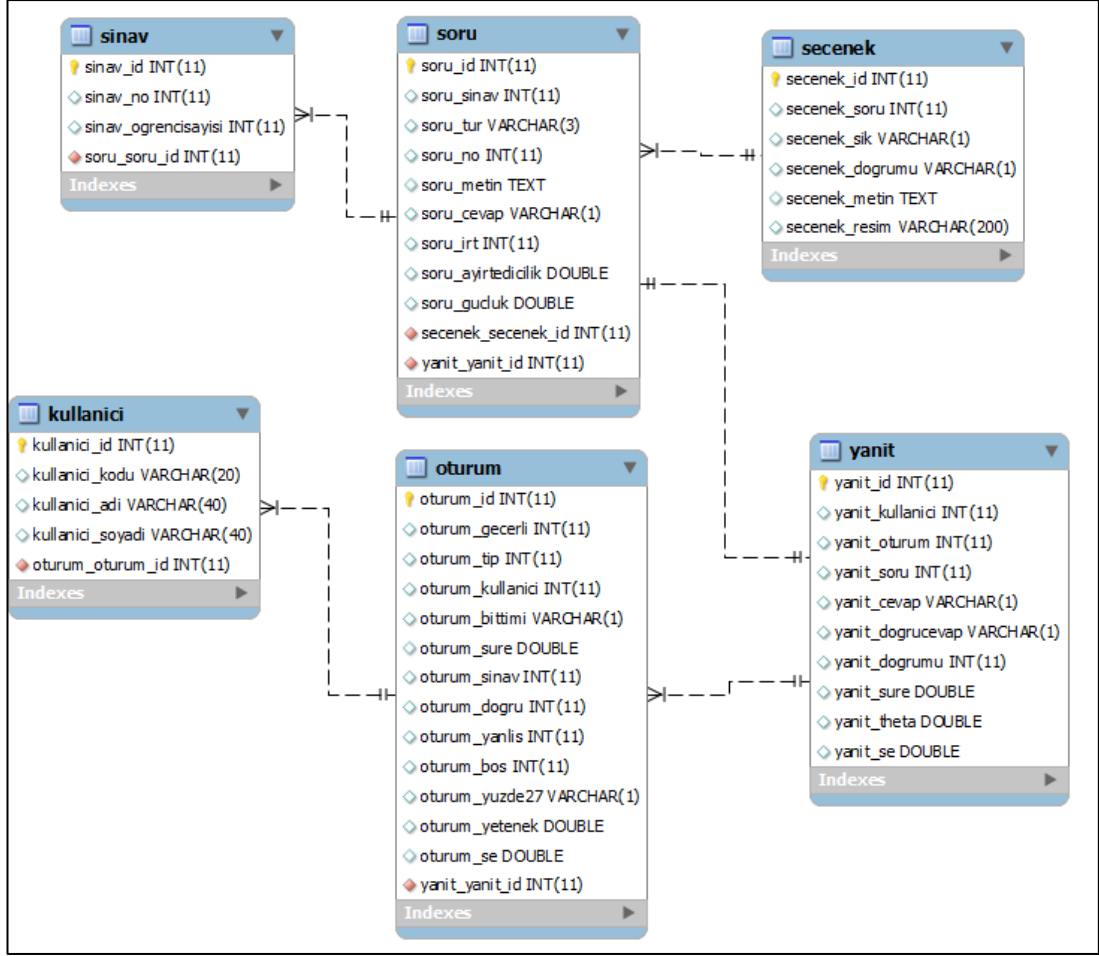 sinav
sinav_id INT(11)
sinav_no INT(11)
sinav_ogrencisayisi INT(11)
soru_soru_id INT(11)
Indexes
soru
soru_id INT(11)
soru_sinav INT(11)
soru_tur VARCHAR(3)
soru_no INT(11)
soru_metin TEXT
soru_cevap VARCHAR(1)
soru_irt INT(11)
soru_ayirtedicilik DOUBLE
soru_gucluk DOUBLE
secenek_secenek_id INT(11)
yanit_yanit_id INT(11)
Indexes
secenek
secenek_id INT(11)
secenek_soru INT(11)
secenek_sik VARCHAR(1)
secenek_dogrumu VARCHAR(1)
secenek_metin TEXT
secenek_resim VARCHAR(200)
Indexes
kullanici
kullanici_id INT(11)
kullanici_kodu VARCHAR(20)
kullanici_adi VARCHAR(40)
kullanici_soyadi VARCHAR(40)
oturum_oturum_id INT(11)
Indexes
oturum
oturum_id INT(11)
oturum_gecerli INT(11)
oturum_tip INT(11)
oturum_kullanici INT(11)
oturum_bittimi VARCHAR(1)
oturum_sure DOUBLE
oturum_sinav INT(11)
oturum_dogru INT(11)
oturum_yanlis INT(11)
oturum_bos INT(11)
oturum_yuzde27 VARCHAR(1)
oturum_yetenek DOUBLE
oturum_se DOUBLE
yanit_yanit_id INT(11)
Indexes
yanit
yanit_id INT(11)
yanit_kullanici INT(11)
yanit_oturum INT(11)
yanit_soru INT(11)
yanit_cevap VARCHAR(1)
yanit_dogrucevap VARCHAR(1)
yanit_dogrumu INT(11)
yanit_sure DOUBLE
yanit_theta DOUBLE
yanit_se DOUBLE
Indexes